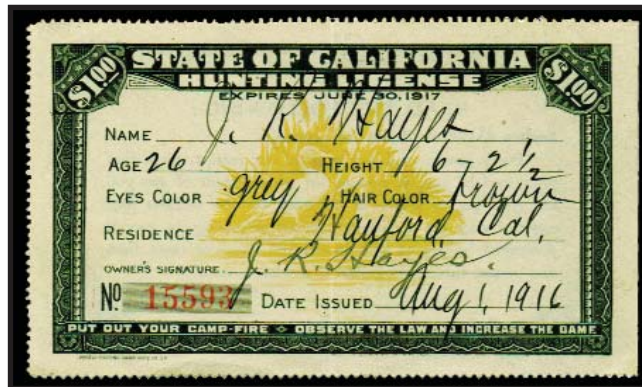 $1.00 STATE OF CALIFORNIA $1.00
HUNTING LICENSE
EXPIRES JUNE 30, 1917
NAME J. R. Hayes
AGE 26 HEIGHT 6-2 1/2
EYES COLOR grey HAIR COLOR brown
RESIDENCE Hanford, Cal.
OWNER'S SIGNATURE J. R. Hayes.
No 15593 DATE ISSUED Aug 1, 1916
PUT OUT YOUR CAMP-FIRE OBSERVE THE LAW AND INCREASE THE GAME